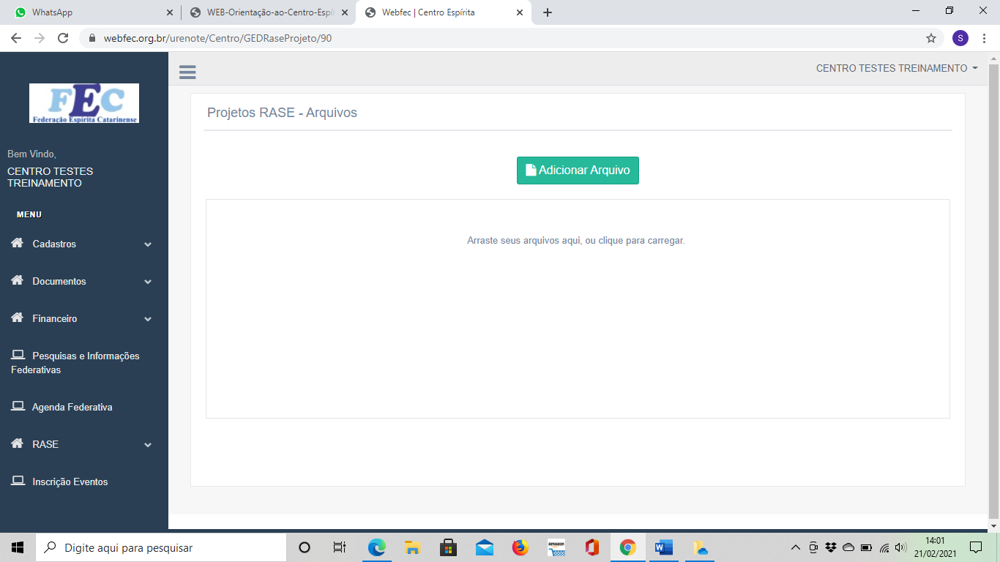 WhatsApp
WEB-Orientação-ao-Centro-Espír
Webfec | Centro Espírita
webfec.org.br/urenote/Centro/GEDRaseProjeto/90
S
CENTRO TESTES TREINAMENTO
FEC
Federação Espírita Catarinense
Projetos RASE - Arquivos
Bem Vindo,
CENTRO TESTES
TREINAMENTO
Adicionar Arquivo
MENU
Arraste seus arquivos aqui, ou clique para carregar.
Cadastros
Documentos
Financeiro
Pesquisas e Informações
Federativas
Agenda Federativa
RASE
Inscrição Eventos
Digite aqui para pesquisar
amazon
14:01
21/02/2021